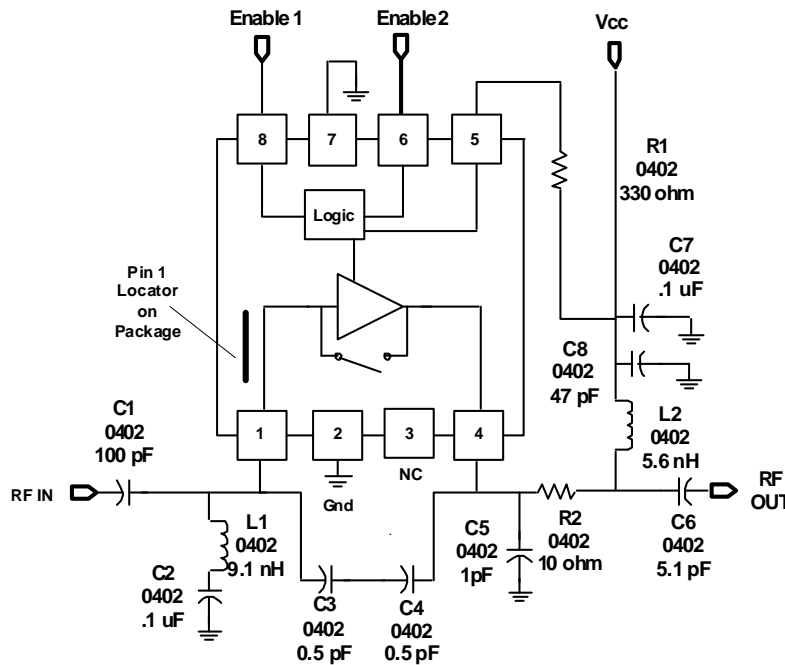 Enable 1
Enable 2
Vcc
8
7
6
5
R1
0402
330 ohm
Logic
C7
0402
.1 uF
Pin 1
Locator
on
Package
C8
0402
47 pF
L2
0402
5.6 nH
C1
0402
100 pF
1
2
3
4
RF IN
Gnd
NC
RF
OUT
L1
0402
9.1 nH
C2
0402
.1 uF
C3
0402
0.5 pF
C4
0402
0.5 pF
C5
0402
1pF
R2
0402
10 ohm
C6
0402
5.1 pF